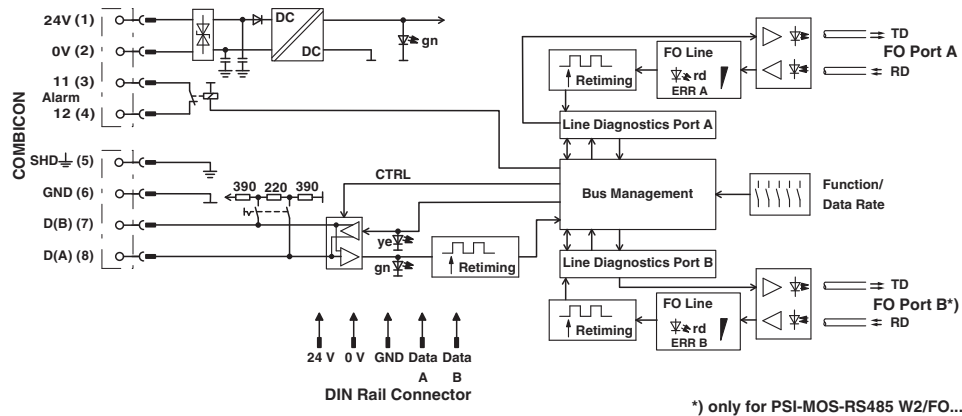 COMBICON
24V (1)
0V (2)
11 (3)
Alarm
12 (4)
SHD (5)
GND (6)
D(B) (7)
D(A) (8)
DC
DC
gn
390 220 390
CTRL
ye
gn
Retiming
Retiming
FO Line
rd
ERR A
TD
FO Port A
RD
Line Diagnostics Port A
Bus Management
Function/
Data Rate
Line Diagnostics Port B
Retiming
FO Line
rd
ERR B
TD
FO Port B*)
RD
24 V 0 V GND Data Data
A B
DIN Rail Connector
*) only for PSI-MOS-RS485 W2/FO...